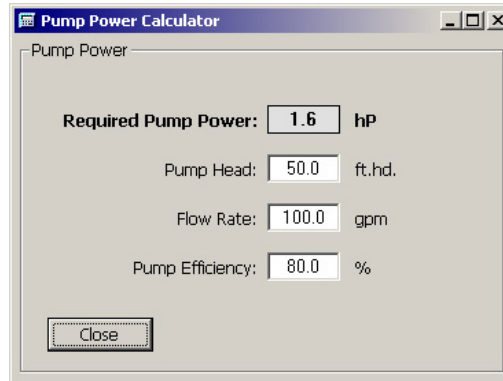 Pump Power Calculator
Pump Power
Required Pump Power: 1.6 hP
Pump Head: 50.0 ft.hd.
Flow Rate: 100.0 gpm
Pump Efficiency: 80.0 %
Close